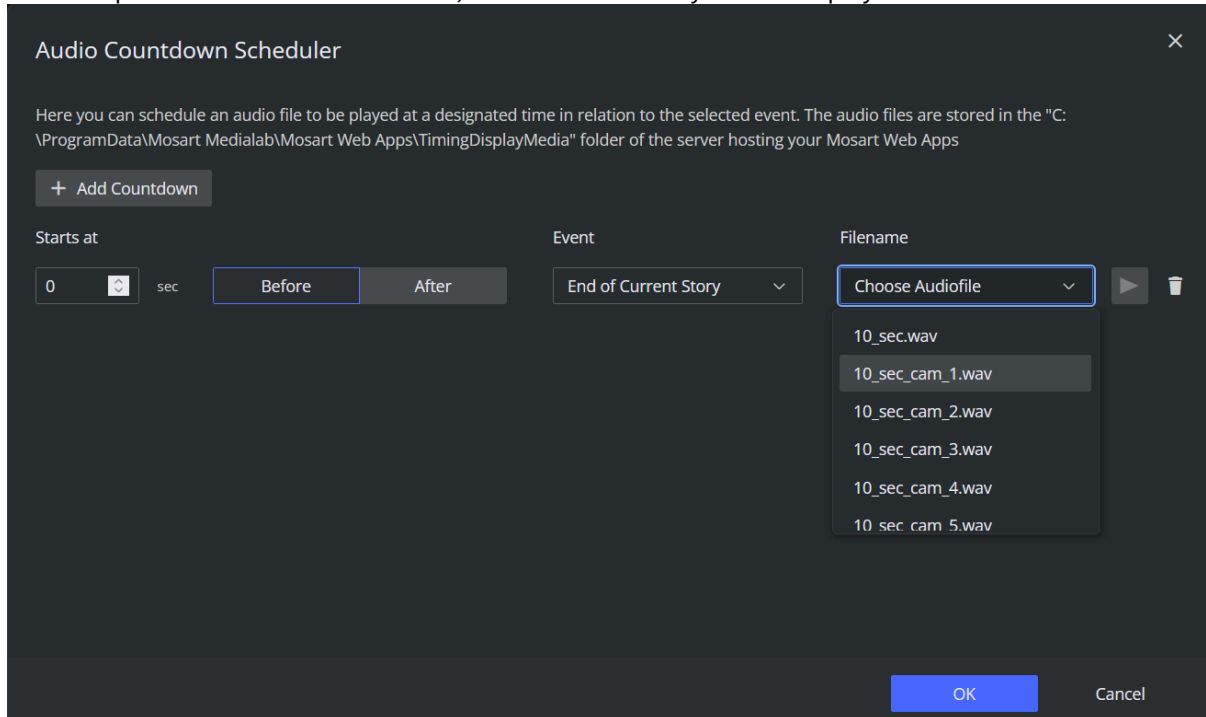 Audio Countdown Scheduler
Here you can schedule an audio file to be played at a designated time in relation to the selected event. The audio files are stored in the "C:
\ProgramData\Mosart Medialab\Mosart Web Apps\TimingDisplayMedia" folder of the server hosting your Mosart Web Apps
+ Add Countdown
Starts at Event Filename
0 sec Before After End of Current Story Choose Audiofile
10_sec.wav
10_sec_cam_1.wav
10_sec_cam_2.wav
10_sec_cam_3.wav
10_sec_cam_4.wav
10_sec_cam_5.wav
OK Cancel